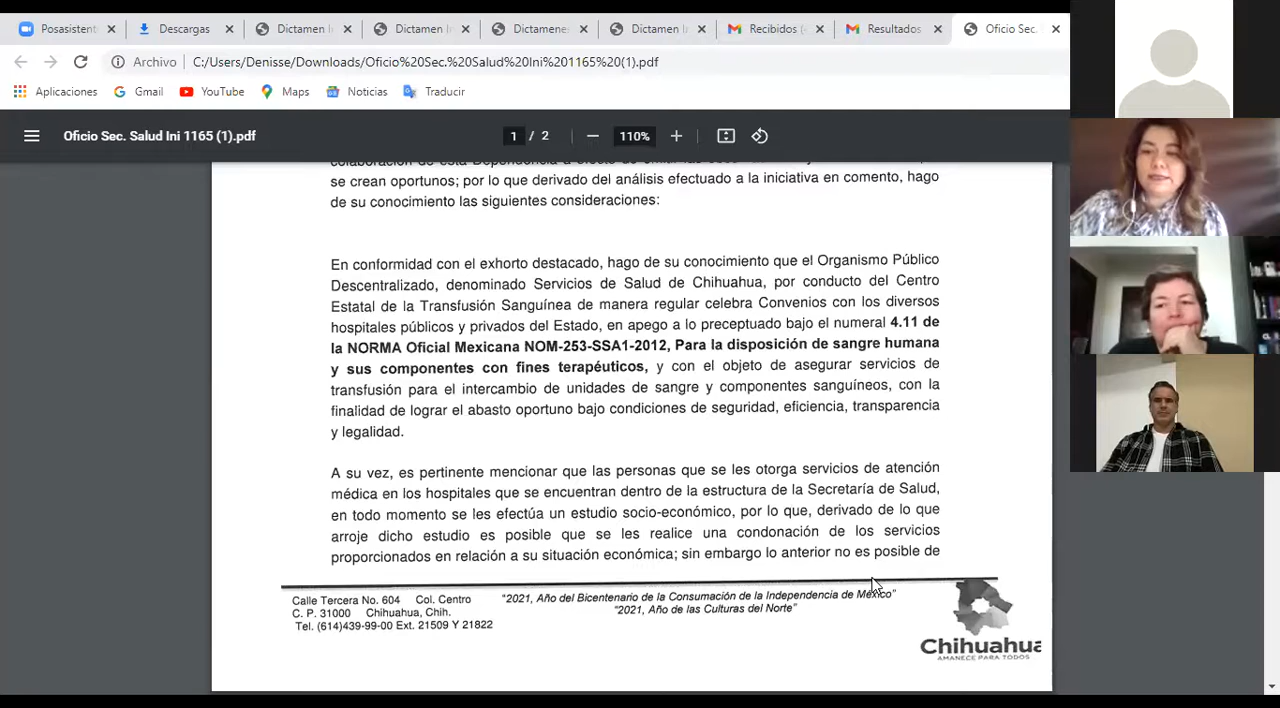 Posasistent
Descargas
Dictamen I
Dictamen In
Dictamene
Dictamen I
Recibidos (
Resultados
Oficio Sec.
Archivo
C:/Users/Denisse/Downloads/Oficio%20Sec.%20Salud%20Ini%201165%20(1).pdf
Aplicaciones
Gmail
YouTube
Maps
Noticias
Traducir
Oficio Sec. Salud Ini 1165 (1).pdf
1 / 2
110%
colaboración de esta Dependencia a efecto de emitir las
se crean oportunos; por lo que derivado del análisis efectuado a la iniciativa en comento, hago
de su conocimiento las siguientes consideraciones:
En conformidad con el exhorto destacado, hago de su conocimiento que el Organismo Público
Descentralizado, denominado Servicios de Salud de Chihuahua, por conducto del Centro
Estatal de la Transfusión Sanguínea de manera regular celebra Convenios con los diversos
hospitales públicos y privados del Estado, en apego a lo preceptuado bajo el numeral 4.11 de
la NORMA Oficial Mexicana NOM-253-SSA1-2012, Para la disposición de sangre humana
y sus componentes con fines terapéuticos, y con el objeto de asegurar servicios de
transfusión para el intercambio de unidades de sangre y componentes sanguíneos, con la
finalidad de lograr el abasto oportuno bajo condiciones de seguridad, eficiencia, transparencia
y legalidad.
A su vez, es pertinente mencionar que las personas que se les otorga servicios de atención
médica en los hospitales que se encuentran dentro de la estructura de la Secretaría de Salud,
en todo momento se les efectúa un estudio socio-económico, por lo que, derivado de lo que
arroje dicho estudio es posible que se les realice una condonación de los servicios
proporcionados en relación a su situación económica; sin embargo lo anterior no es posible de
Calle Tercera No. 604 Col. Centro
C. P. 31000 Chihuahua, Chih.
Tel. (614)439-99-00 Ext. 21509 Y 21822
"2021, Año del Bicentenario de la Consumación de la Independencia de México"
"2021, Año de las Culturas del Norte"
Chihuahua
AMANECE PARA TODOS